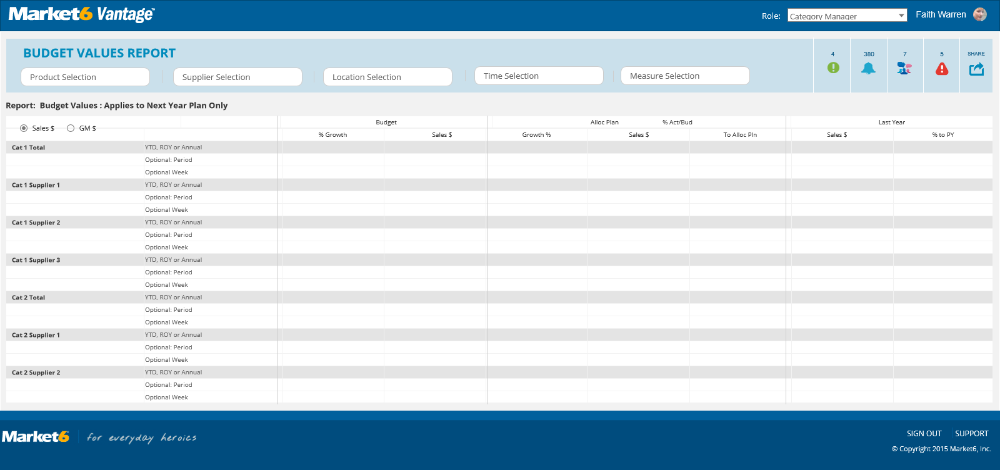 Market6 Vantage™
Role: Category Manager Faith Warren
BUDGET VALUES REPORT
4 380 7 5 SHARE
Product Selection Supplier Selection Location Selection Time Selection Measure Selection
Report: Budget Values : Applies to Next Year Plan Only
Budget Alloc Plan % Act/Bud Last Year
Sales $ GM $
% Growth Sales $ Growth % Sales $ To Alloc Pln Sales $ % to PY
Cat 1 Total YTD, ROY or Annual
Optional: Period
Optional Week
Cat 1 Supplier 1 YTD, ROY or Annual
Optional: Period
Optional Week
Cat 1 Supplier 2 YTD, ROY or Annual
Optional: Period
Optional Week
Cat 1 Supplier 3 YTD, ROY or Annual
Optional: Period
Optional Week
Cat 2 Total YTD, ROY or Annual
Optional: Period
Optional Week
Cat 2 Supplier 1 YTD, ROY or Annual
Optional: Period
Optional Week
Cat 2 Supplier 2 YTD, ROY or Annual
Optional: Period
Optional Week
Market6 for everyday heroics
SIGN OUT SUPPORT
© Copyright 2015 Market6, Inc.